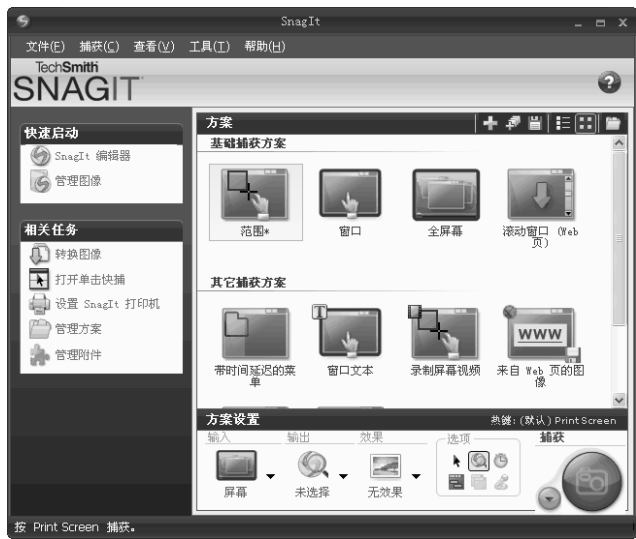 SnagIt
文件(F) 捕获(C) 查看(V) 工具(T) 帮助(H)
TechSmith
SNAGIT
快速启动
SnagIt 编辑器
管理图像
相关任务
转换图像
打开单击快捕
设置 SnagIt 打印机
管理方案
管理附件
方案
基础捕获方案
范围*
窗口
全屏幕
滚动窗口 (Web
页)
其它捕获方案
带时间延迟的菜
单
T
窗口文本
录制屏幕视频
WWW
来自 Web 页的图
像
方案设置
热键: (默认) PrintScreen
输入
输出
效果
选项
捕获
屏幕
未选择
无效果
按 Print Screen 捕获。